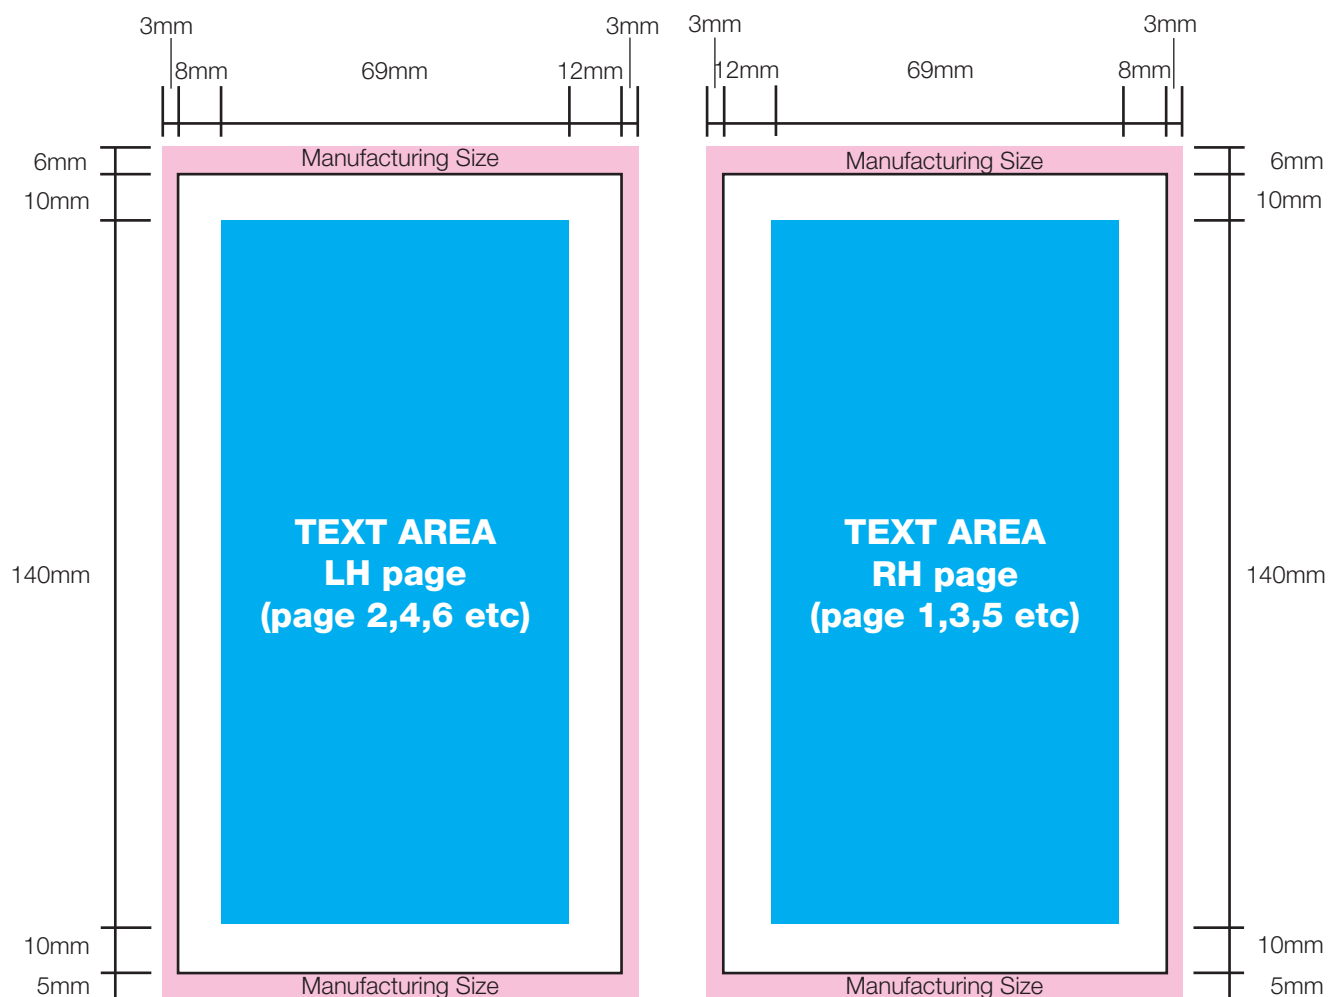 3mm 3mm 3mm 3mm
8mm 69mm 12mm 12mm 69mm 8mm
6mm Manufacturing Size Manufacturing Size 6mm
10mm 10mm
TEXT AREA
LH page
(page 2,4,6 etc)
TEXT AREA
RH page
(page 1,3,5 etc)
140mm 140mm
10mm 10mm
5mm Manufacturing Size Manufacturing Size 5mm